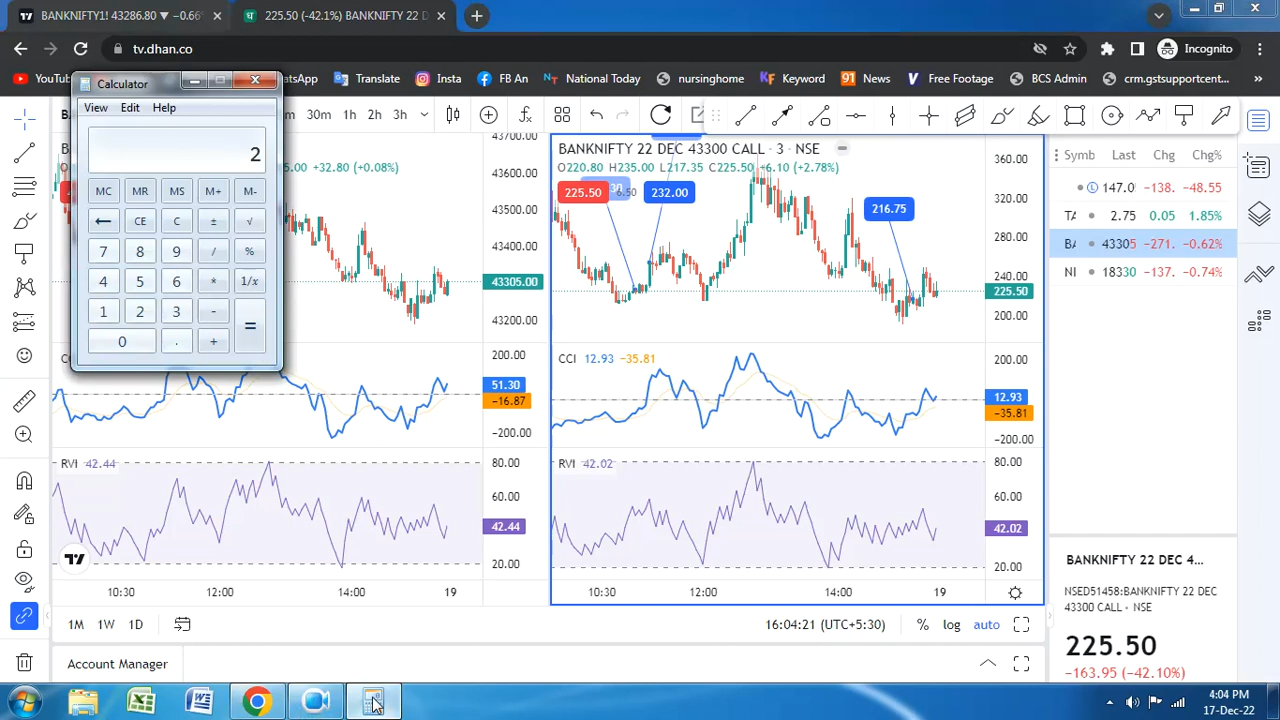 BANKNIFTY1! 43286.80 ▼ −0.66%
225.50 (-42.1%) BANKNIFTY 22 D
tv.dhan.co
Incognito
YouTub
hatsApp
Translate
Insta
FB An
National Today
nursinghome
Keyword
91 News
View Free Footage
BCS Admin
crm.gstsupportcent...
Calculator
View Edit Help
2
MC MR MS M+ M-
← CE C ± √
7 8 9 / %
4 5 6 * 1/x
1 2 3 - =
0 . +
30m 1h 2h 3h
5.00 +32.80 (+0.08%)
43700.00
43600.00
43500.00
43400.00
43305.00
43200.00
200.00
51.30
−16.87
−200.00
RVI 42.44
80.00
60.00
42.44
20.00
10:30 12:00 14:00 19
BANKNIFTY 22 DEC 43300 CALL · 3 · NSE
O220.80 H235.00 L217.35 C225.50 +6.10 (+2.78%)
225.50 6.50 232.00
216.75
360.00
320.00
280.00
240.00
225.50
200.00
CCI 12.93 −35.81
200.00
12.93
−35.81
−200.00
RVI 42.02
80.00
60.00
42.02
20.00
10:30 12:00 14:00 19
Symb Last Chg Chg%
147.0 -138. -48.55
TA 2.75 0.05 1.85%
BA 43305 -271. -0.62%
NI 18330 -137. -0.74%
BANKNIFTY 22 DEC 4...
NSED51458:BANKNIFTY 22 DEC
43300 CALL • NSE
225.50
−163.95 (−42.10%)
1M 1W 1D
16:04:21 (UTC+5:30)
% log auto
Account Manager
4:04 PM
17-Dec-22